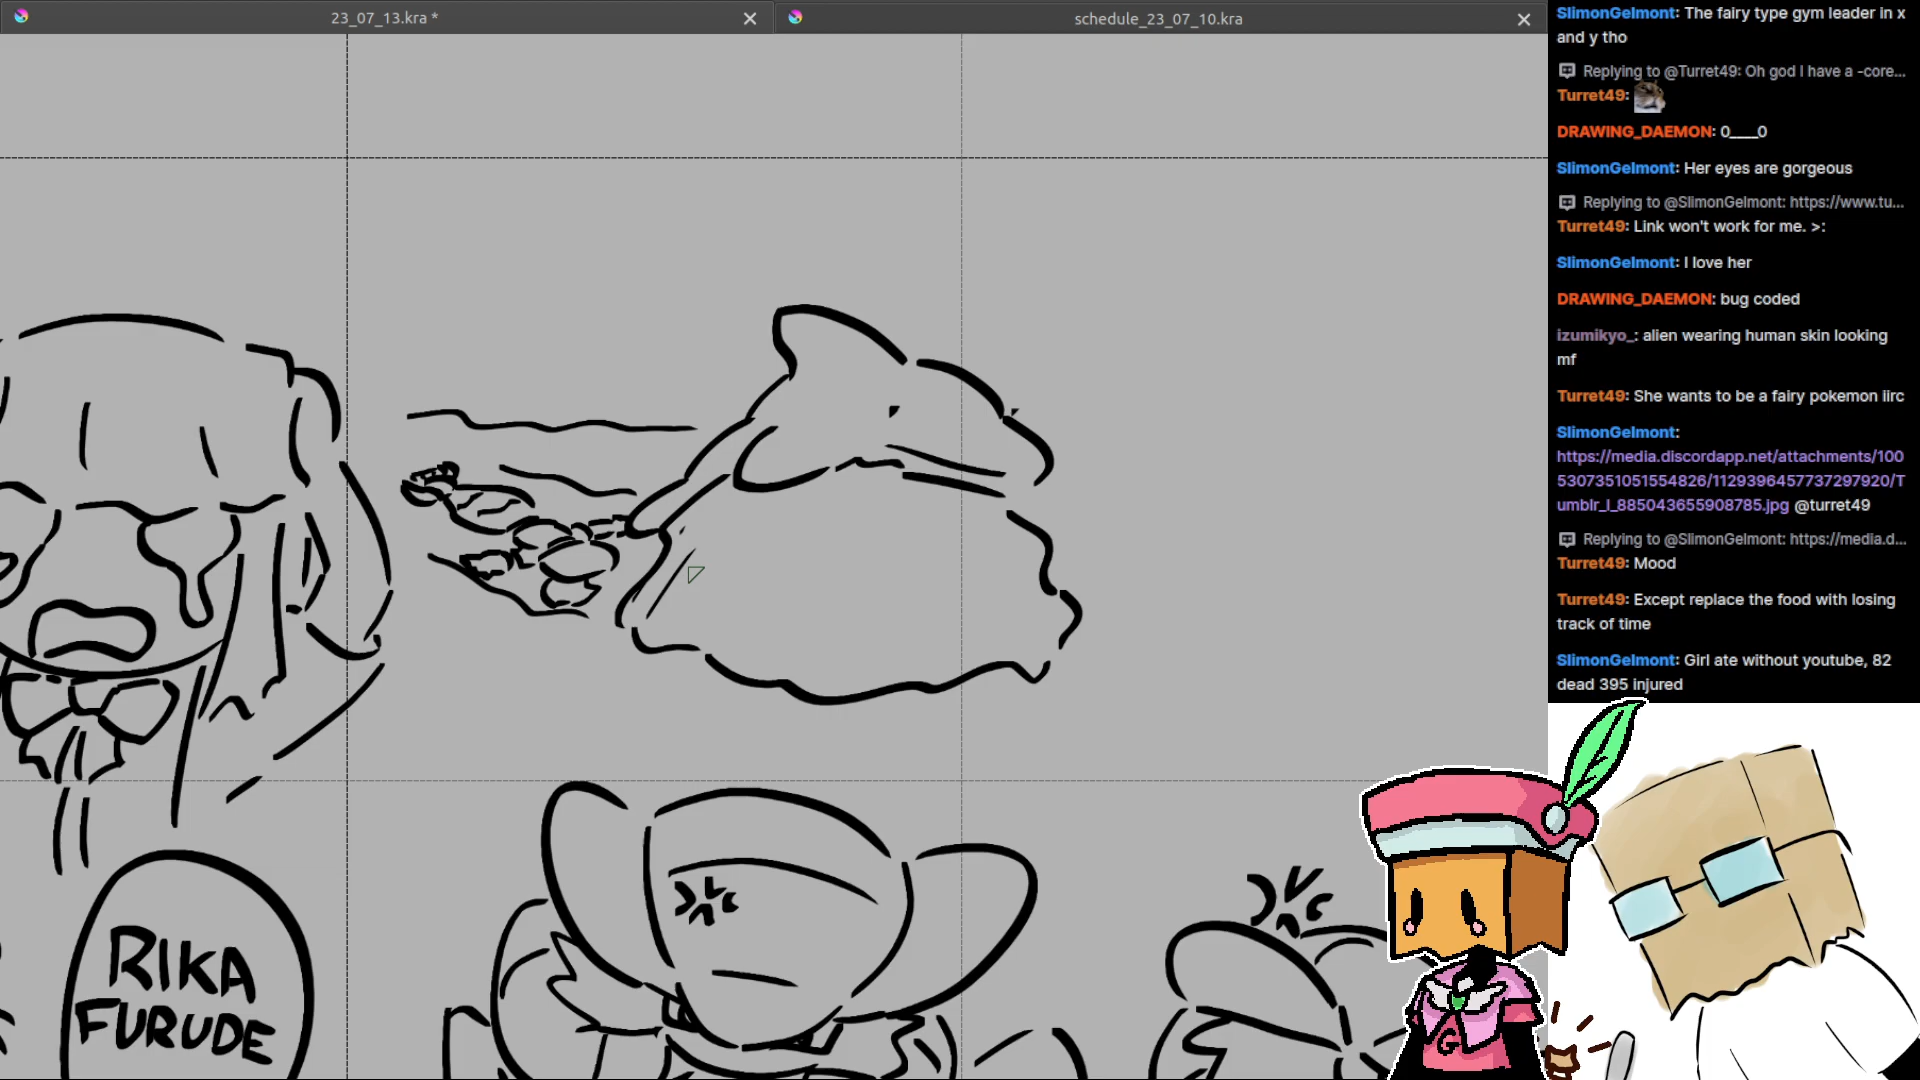 23_07_13.kra *
schedule_23_07_10.kra
SlimonGelmont: The fairy type gym leader in x
and y tho
Replying to @Turret49: Oh god I have a -core...
Turret49:
DRAWING_DAEMON: 0____0
SlimonGelmont: Her eyes are gorgeous
Replying to @SlimonGelmont: https://www.tu...
Turret49: Link won't work for me. >:
SlimonGelmont: I love her
DRAWING_DAEMON: bug coded
izumikyo_: alien wearing human skin looking
mf
Turret49: She wants to be a fairy pokemon iirc
SlimonGelmont:
https://media.discordapp.net/attachments/100
5307351051554826/1129396457737297920/T
umblr_l_885043655908785.jpg @turret49
Replying to @SlimonGelmont: https://media.d...
Turret49: Mood
Turret49: Except replace the food with losing
track of time
SlimonGelmont: Girl ate without youtube, 82
dead 395 injured
RIKA
FURUDE
G